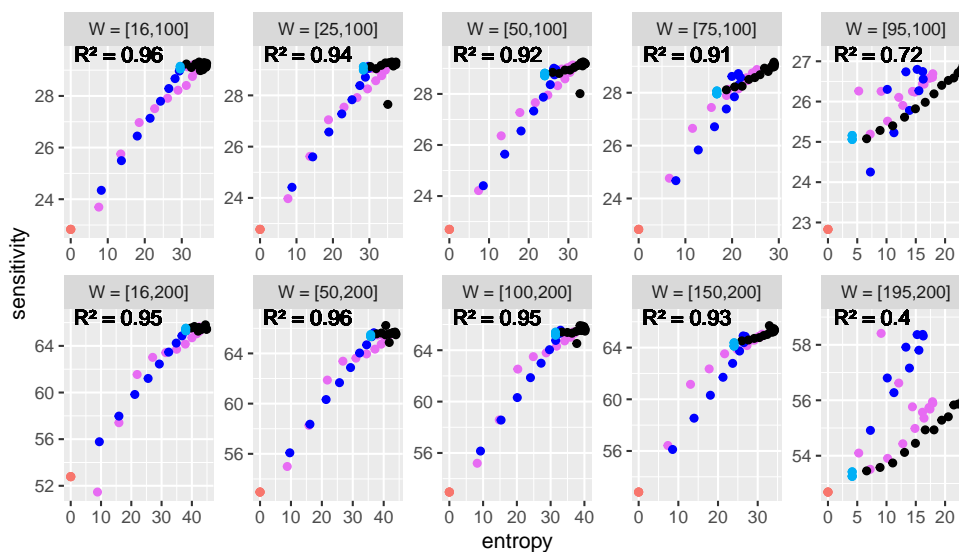 W = [16,100] W = [25,100] W = [50,100] W = [75,100] W = [95,100]
R² = 0.96 R² = 0.94 R² = 0.92 R² = 0.91 R² = 0.72
28 28 28 28 27
26 26 26 26 26
24 24 24 24 25
24
23
0 10 20 30 0 10 20 30 0 10 20 30 0 10 20 30 0 5 10 15 20
sensitivity
W = [16,200] W = [50,200] W = [100,200] W = [150,200] W = [195,200]
R² = 0.95 R² = 0.96 R² = 0.95 R² = 0.93 R² = 0.4
64 64 64 64 58
60 60 60 60 56
56 56 56 56 54
52
0 10 20 30 40 0 10 20 30 40 0 10 20 30 40 0 10 20 30 0 5 10 15 20
entropy